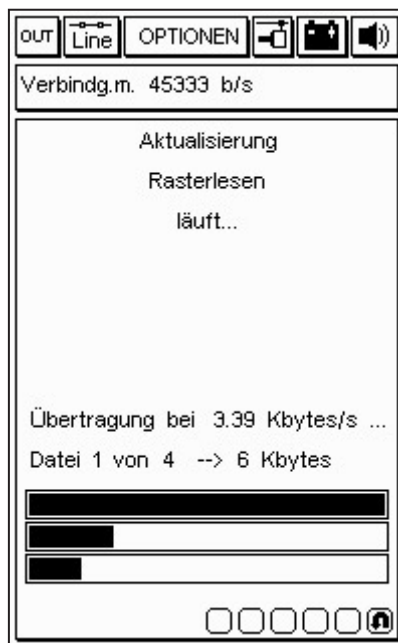 OUT Line OPTIONEN
Verbindg.m. 45333 b/s
Aktualisierung
Rasterlesen
läuft...
Übertragung bei 3.39 Kbytes/s ...
Datei 1 von 4 --> 6 Kbytes